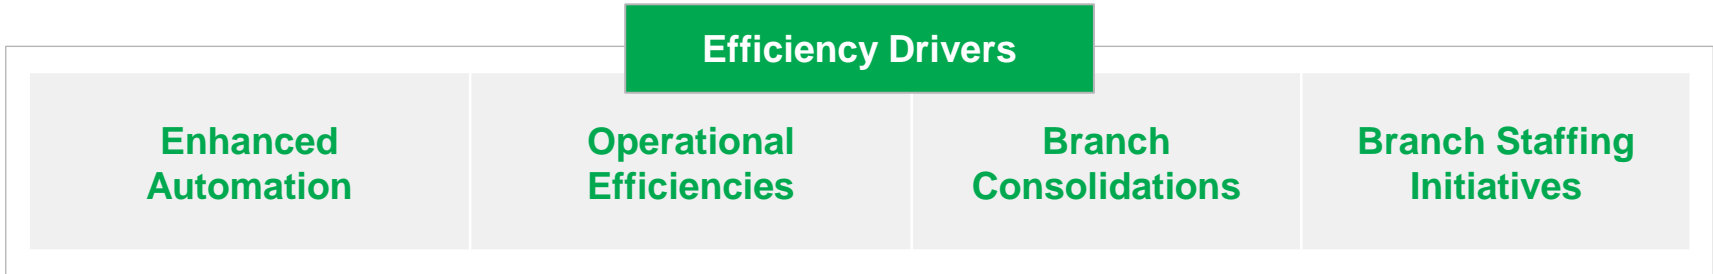 Efficiency Drivers
Enhanced
Automation
Operational
Efficiencies
Branch
Consolidations
Branch Staffing
Initiatives